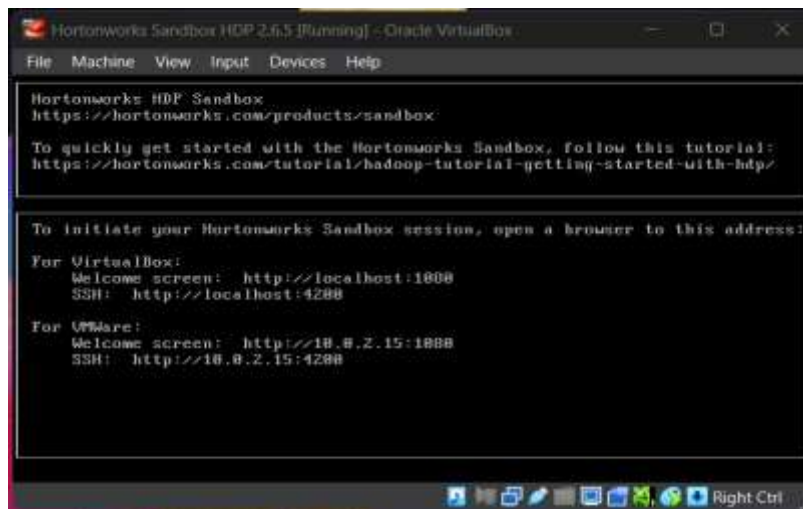 Hortonworks Sandbox HDP 2.6.5 [Running] - Oracle VirtualBox
File Machine View Input Devices Help
Hortonworks HDP Sandbox
https://hortonworks.com/products/sandbox
To quickly get started with the Hortonworks Sandbox, follow this tutorial:
https://hortonworks.com/tutorial/hadoop-tutorial-getting-started-with-hdp/
To initiate your Hortonworks Sandbox session, open a browser to this address:
For VirtualBox:
Welcome screen: http://localhost:1080
SSH: http://localhost:4200
For VMWare:
Welcome screen: http://10.0.2.15:1080
SSH: http://10.0.2.15:4200
Right Ctrl